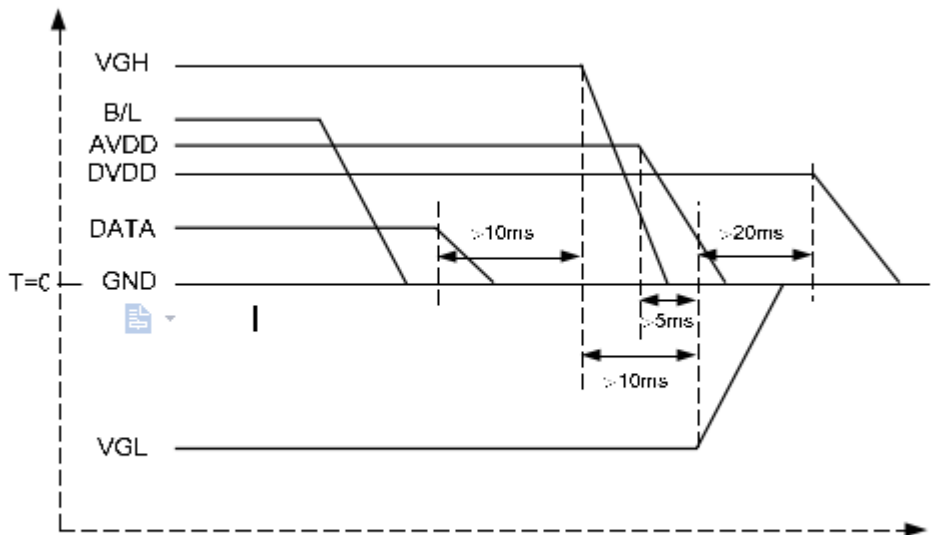 VGH
B/L
AVDD
DVDD
DATA
>10ms
>20ms
T=0
GND
>5ms
>10ms
VGL